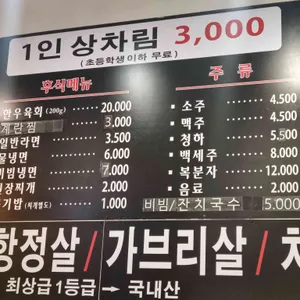 1인 상차림 3,000
(초등학생이하 무료)
후식메뉴
한우육회 (200g) 20.000
계란찜 3.000
일반라면 3.500
물냉면 6.000
비빔냉면 7.000
된장찌개 2.000
공기밥 (찌개별도) 1.000
주 류
소주 4.500
맥주 4.500
청하 5.500
백세주 8.000
복분자 12.000
음료 2.000
비빔/잔치국수 5.000
항정살 / 가브리살 /
최상급 1등급 → 국내산